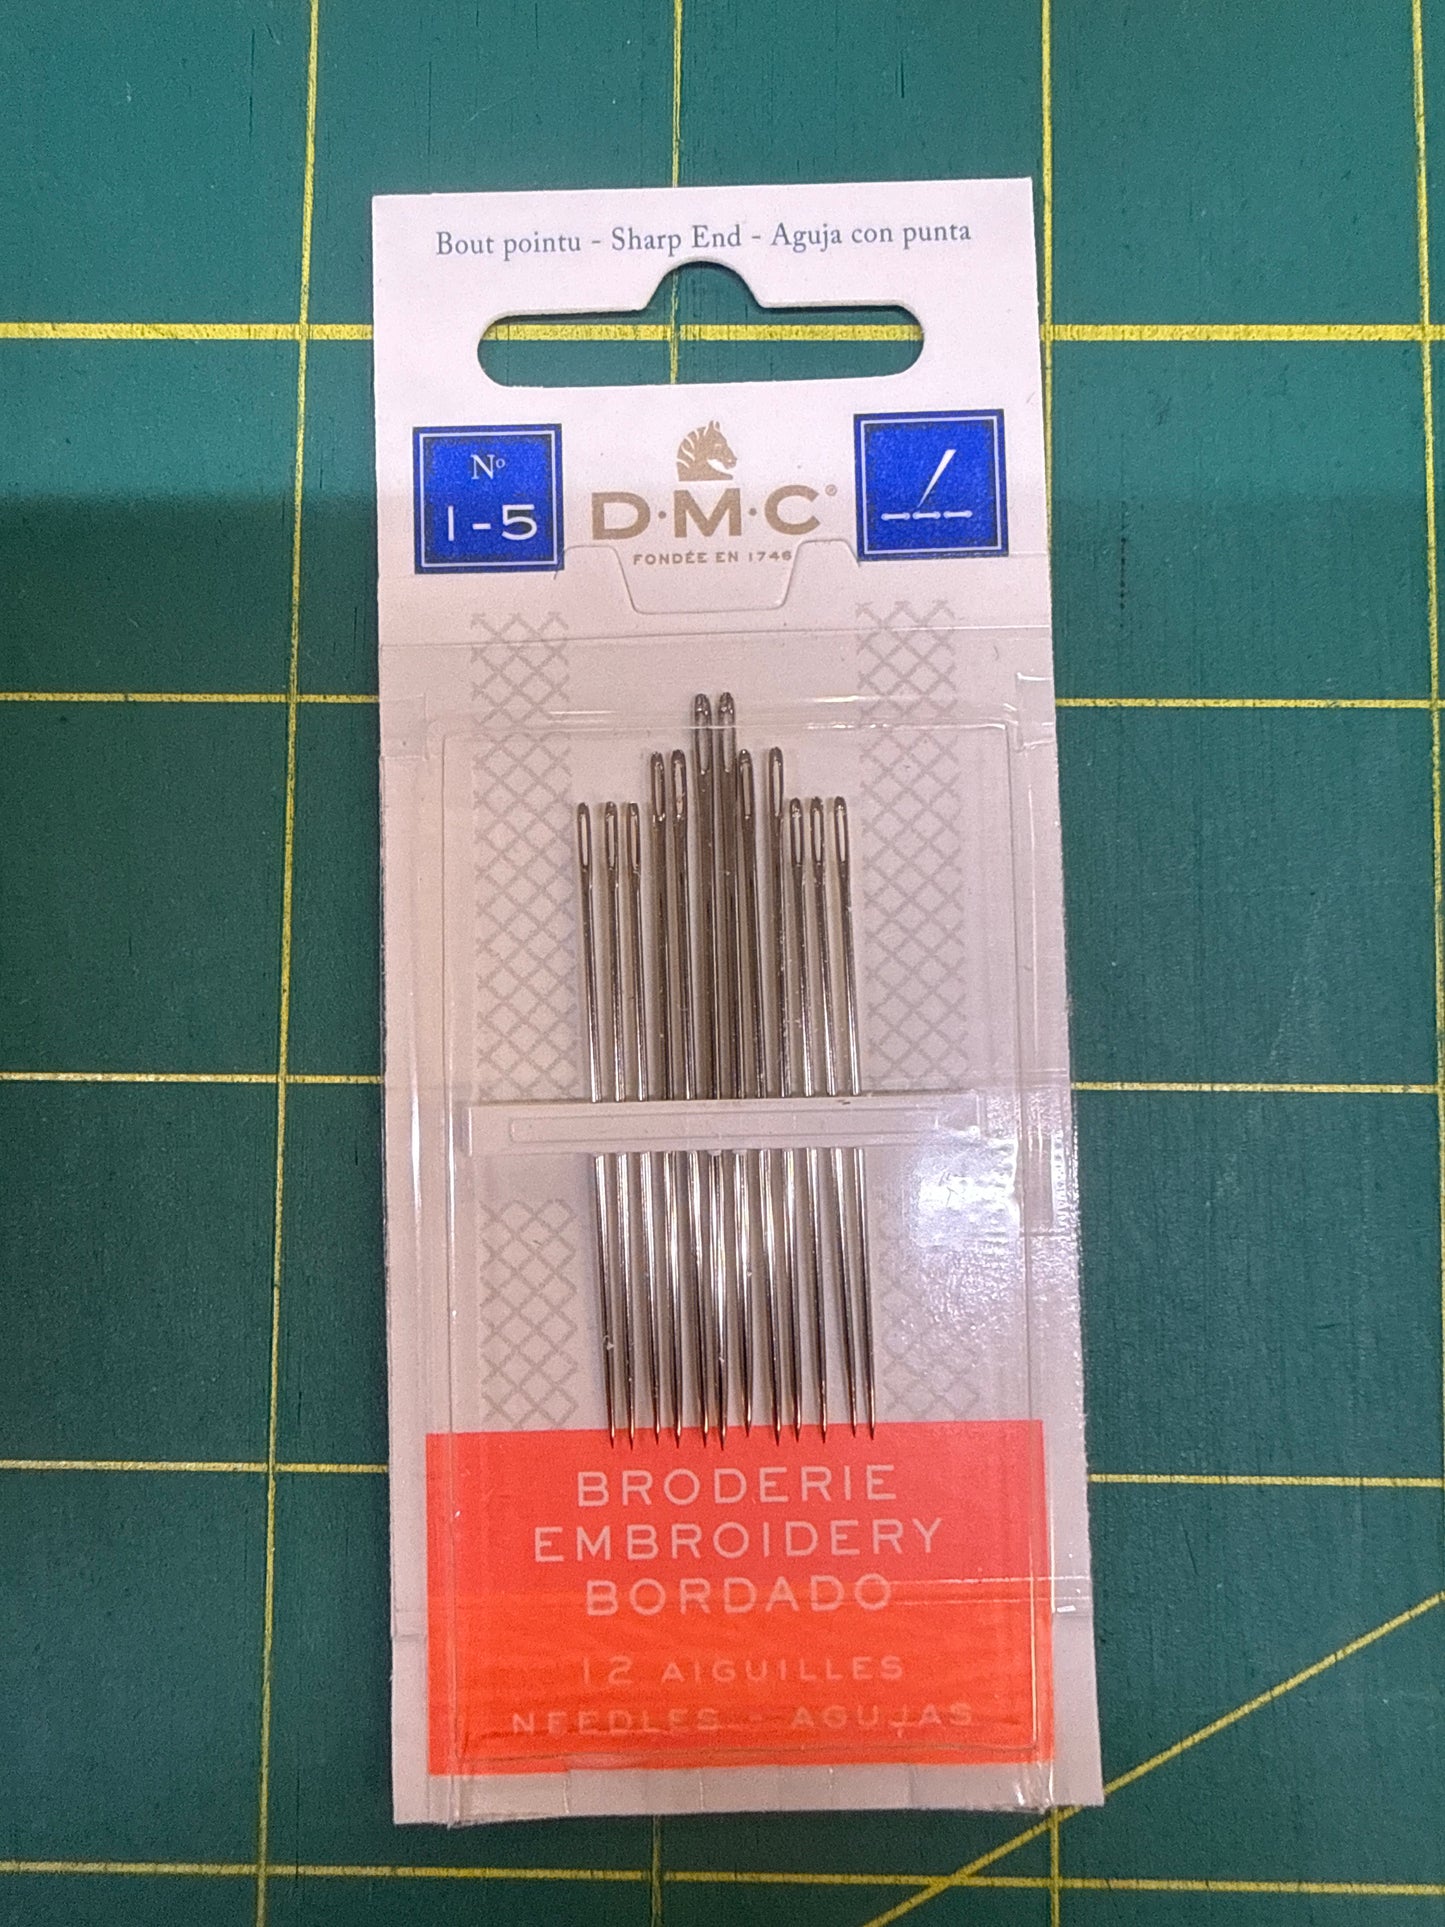 Bout pointu - Sharp End - Aguja con punta
Nº
1-5
D·M·C®
FONDÉE EN 1746
BRODERIE
EMBROIDERY
BORDADO
12 AIGUILLES
NEEDLES - AGUJAS